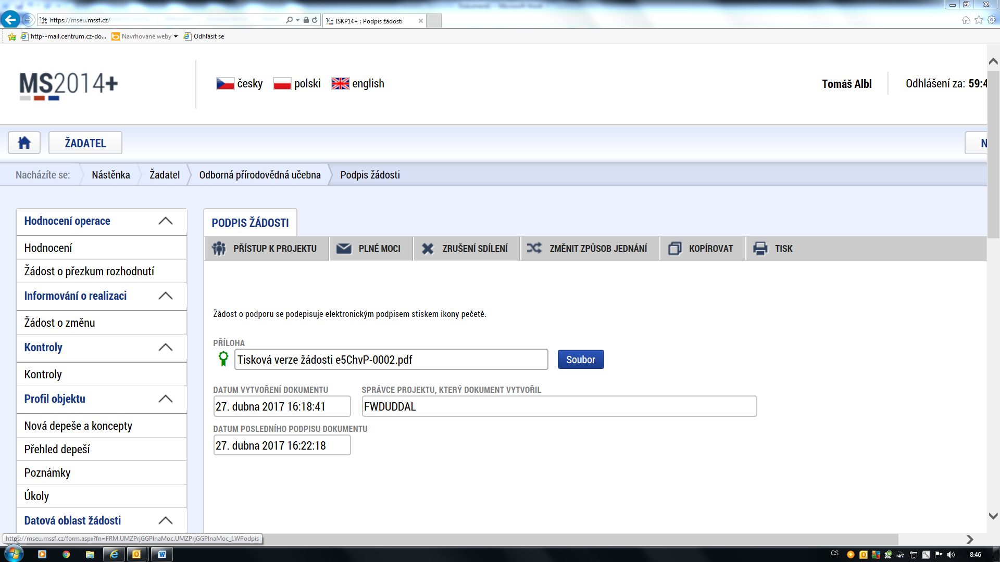 https://mseu.mssf.cz/
14+ ISKP14+ : Podpis žádosti
http--mail.centrum.cz-do...
Navrhované weby
Odhlásit se
MS2014+
česky
polski
english
Tomáš Albl
Odhlášení za: 59:4
ŽADATEL
N
Nacházíte se:
Nástěnka
Žadatel
Odborná přírodovědná učebna
Podpis žádosti
Hodnocení operace
Hodnocení
Žádost o přezkum rozhodnutí
Informování o realizaci
Žádost o změnu
Kontroly
Kontroly
Profil objektu
Nová depeše a koncepty
Přehled depeší
Poznámky
Úkoly
Datová oblast žádosti
PODPIS ŽÁDOSTI
PŘÍSTUP K PROJEKTU
PLNÉ MOCI
ZRUŠENÍ SDÍLENÍ
ZMĚNIT ZPŮSOB JEDNÁNÍ
KOPÍROVAT
TISK
Žádost o podporu se podepisuje elektronickým podpisem stiskem ikony pečetě.
PŘÍLOHA
Tisková verze žádosti e5ChvP-0002.pdf
Soubor
DATUM VYTVOŘENÍ DOKUMENTU
27. dubna 2017 16:18:41
SPRÁVCE PROJEKTU, KTERÝ DOKUMENT VYTVOŘIL
FWDUDDAL
DATUM POSLEDNÍHO PODPISU DOKUMENTU
27. dubna 2017 16:22:18
https://mseu.mssf.cz/form.aspx?fn=FRM.UMZPrjGGPlnaMoc.UMZPrjGGPlnaMoc_LWPodpis
CS
8:46